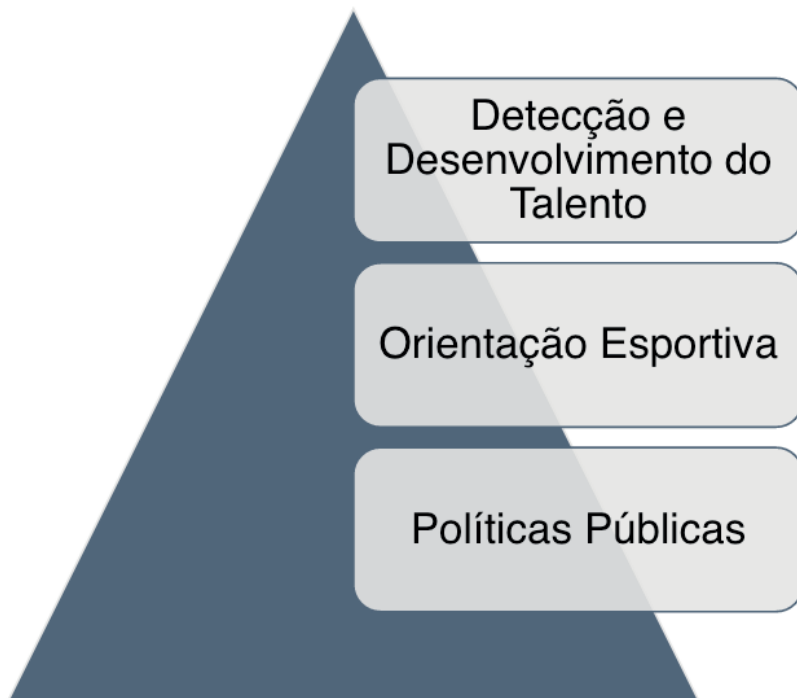 Detecção e
Desenvolvimento do
Talento
Orientação Esportiva
Políticas Públicas